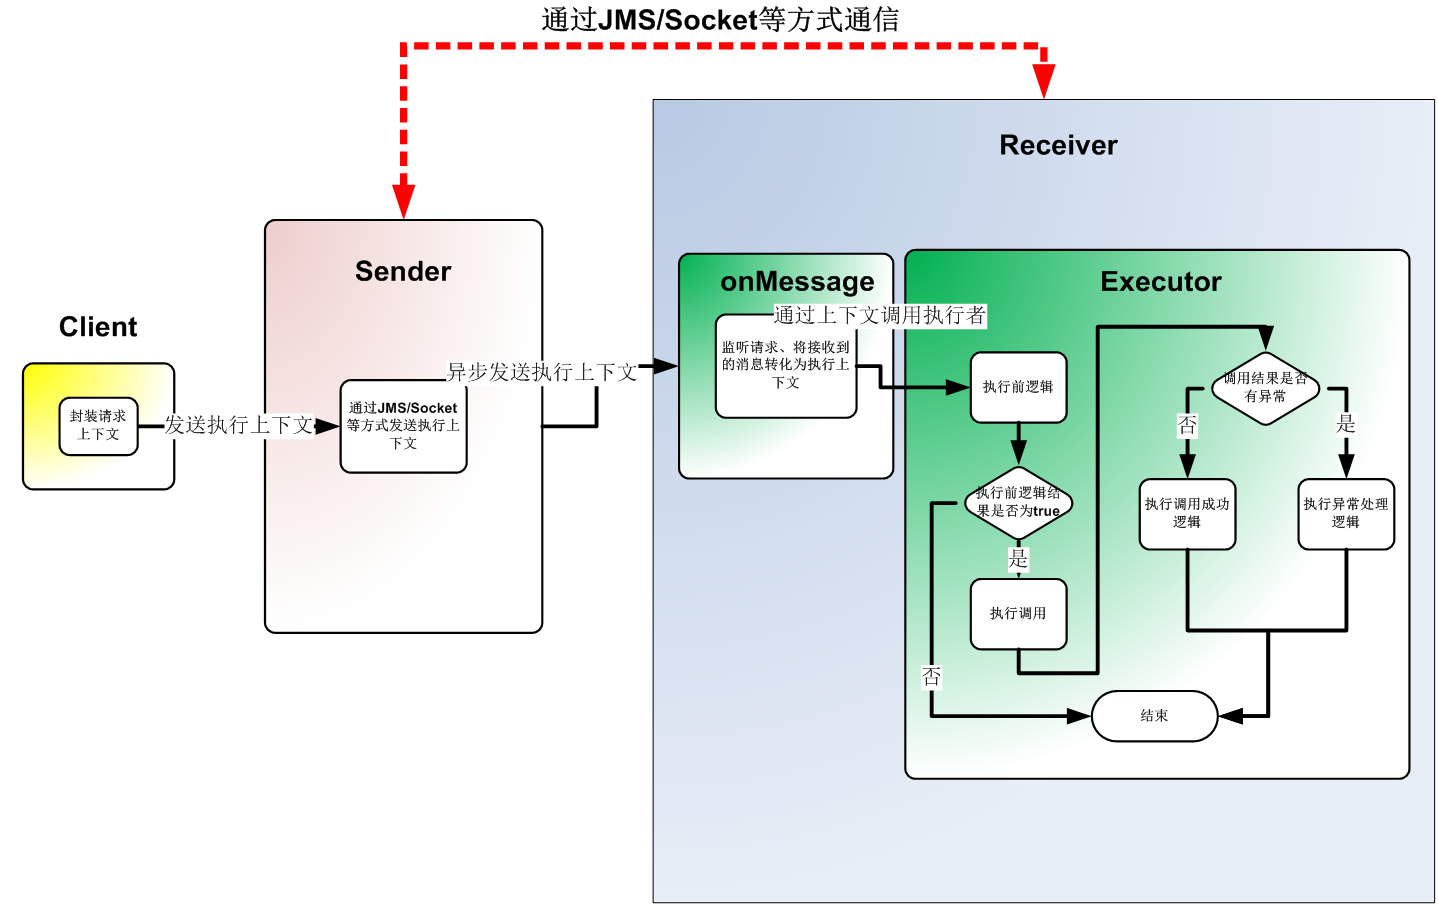 通过JMS/Socket等方式通信
Receiver
Sender
onMessage
Executor
通过上下文调用执行者
Client
监听请求、将接收到
的消息转化为执行上
下文
异步发送执行上下文
执行前逻辑
调用结果是否
有异常
封装请求
上下文
发送执行上下文
通过JMS/Socket
等方式发送执行上
下文
否
是
执行前逻辑结
果是否为true
执行调用成功
逻辑
执行异常处理
逻辑
是
执行调用
否
结束